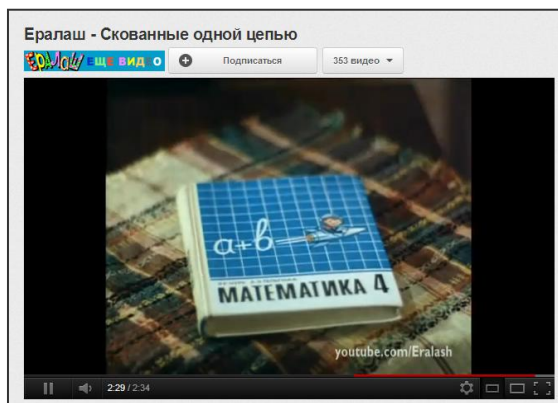 Ералаш - Скованные одной цепью
ЕРАЛАШ ЕЩЕ ВИДЕО
Подписаться
353 видео
a+b
МАТЕМАТИКА 4
youtube.com/Eralash
2:29 / 2:34